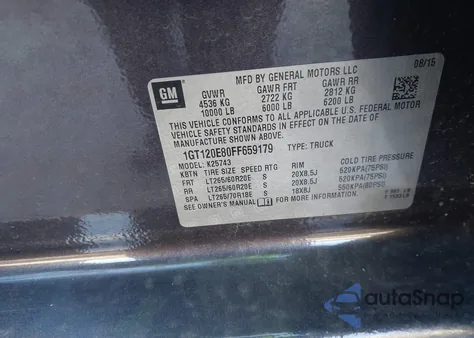 MFD BY GENERAL MOTORS LLC 08/15
GM GVWR GAWR FRT GAWR RR
4536 KG 2722 KG 2812 KG
10000 LB 6000 LB 6200 LB
THIS VEHICLE CONFORMS TO ALL APPLICABLE U.S. FEDERAL MOTOR
VEHICLE SAFETY STANDARDS IN EFFECT ON THE DATE OF
MANUFACTURE SHOWN ABOVE.
1GT120E80FF659179 TYPE: TRUCK
K25743
KBTN TIRE SIZE SPEED RTG RIM COLD TIRE PRESSURE
FRT LT265/60R20E S 20X8.5J 520KPA(75PSI)
RR LT265/60R20E S 20X8.5J 520KPA(75PSI)
SPA LT265/70R18E S 18X8J 550KPA(80PSI)
SEE OWNER'S MANUAL FOR ADDITIONAL INFORMATION
autoSnap